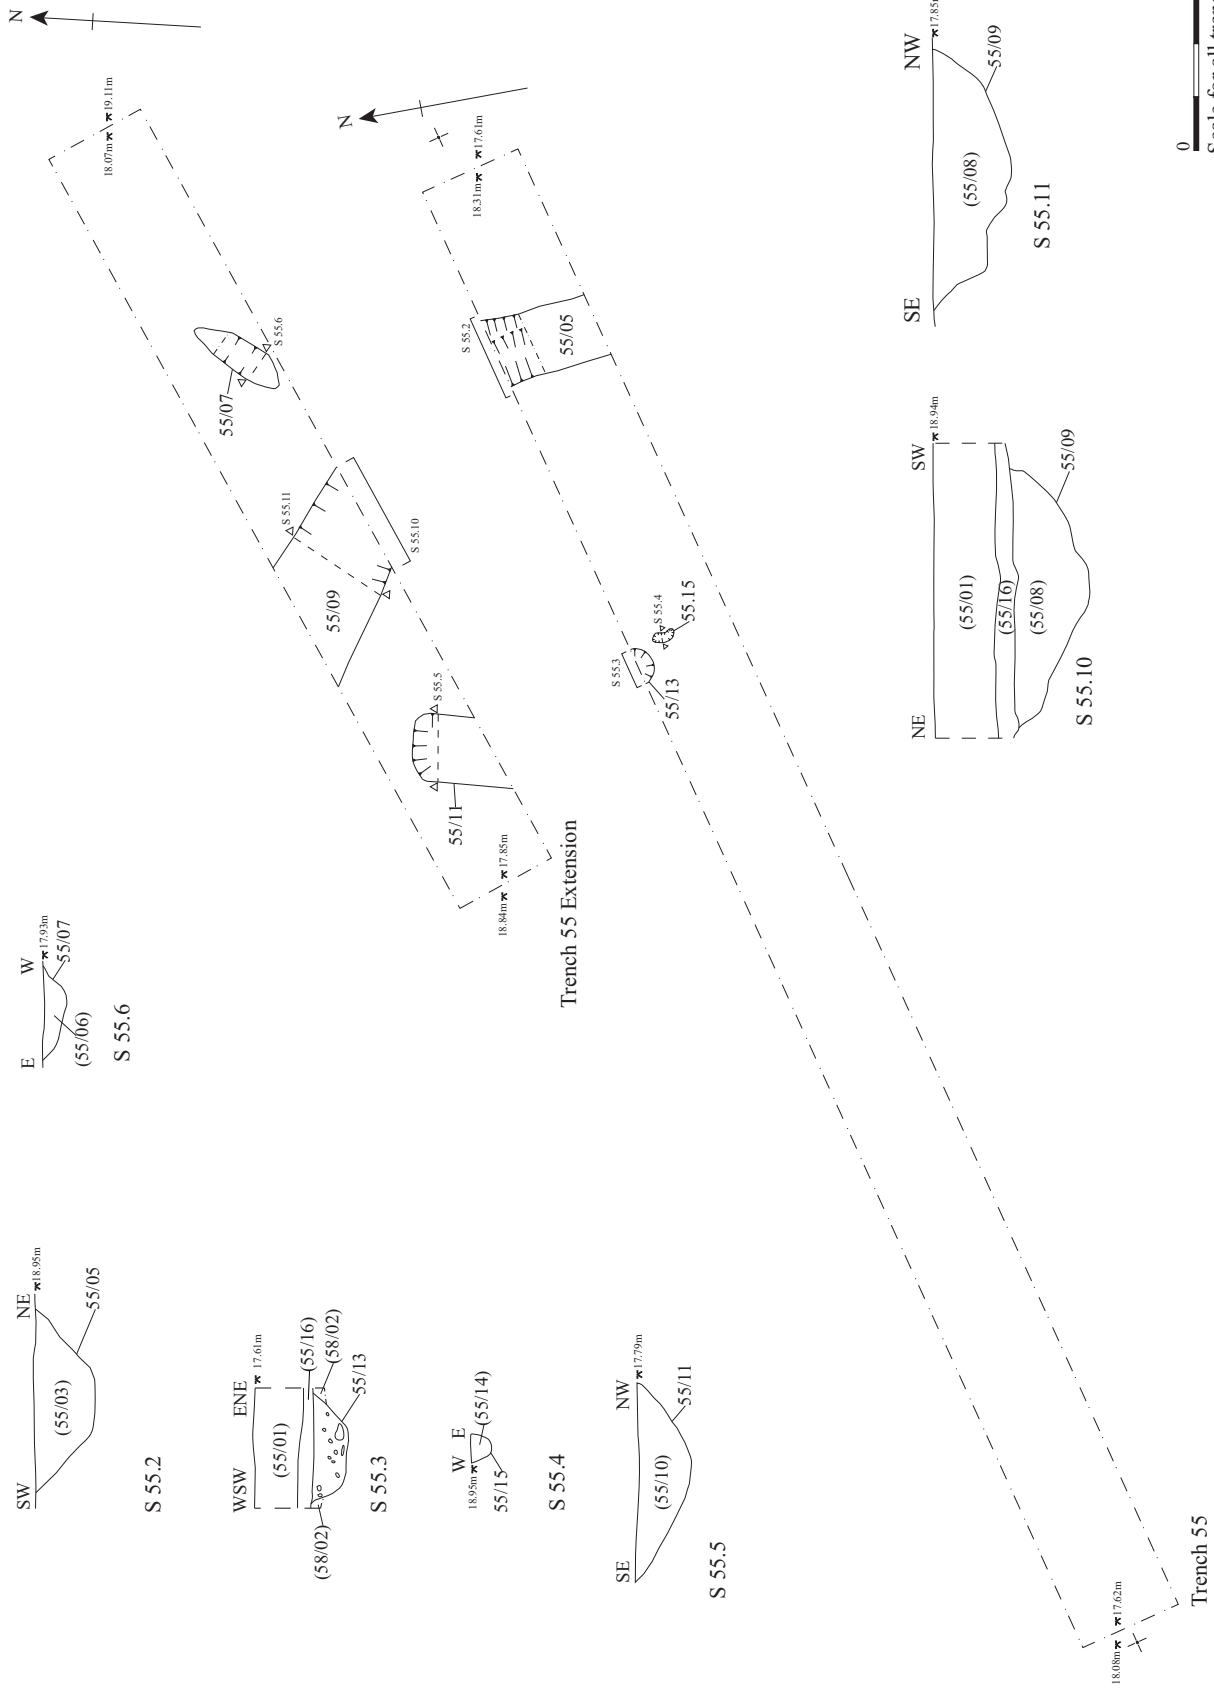 N
18.07m 19.11m
S 55.6
55/07
S 55.11
S 55.10
55/09
S 55.5
55/11
18.84m 17.85m
Trench 55 Extension
N
18.31m 17.61m
S 55.2
55/05
S 55.4
55.15
S 55.3
55/13
18.08m 17.62m
Trench 55
SW
NE
18.95m
(55/03)
55/05
S 55.2
E
W
17.93m
55/07
(55/06)
S 55.6
WSW
ENE
17.61m
(55/01)
(55/16)
(58/02)
55/13
(58/02)
S 55.3
W
E
18.95m
(55/14)
55/15
S 55.4
SE
NW
17.79m
(55/10)
55/11
S 55.5
NE
SW
18.94m
(55/01)
(55/16)
(55/08)
55/09
S 55.10
SE
NW
17.85m
(55/08)
55/09
S 55.11
0
Scale for all